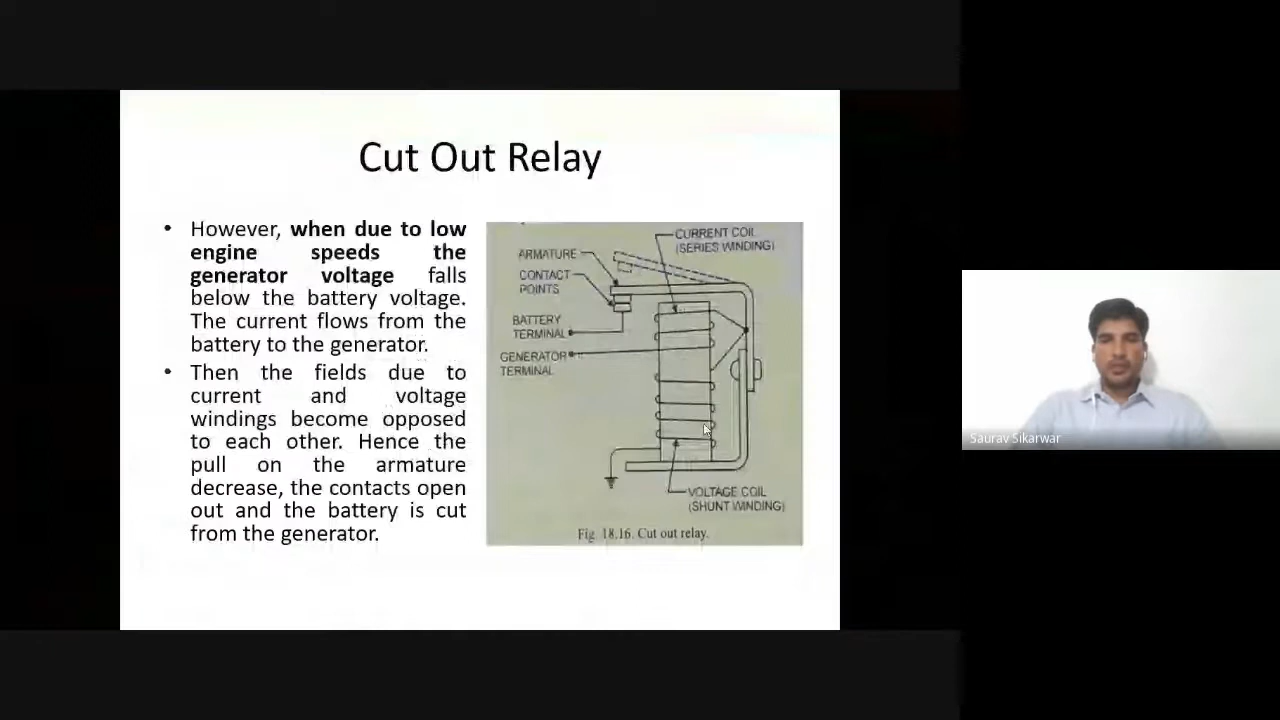 Cut Out Relay
• However, when due to low
engine speeds the
generator voltage falls
below the battery voltage.
The current flows from the
battery to the generator.
• Then the fields due to
current and voltage
windings become opposed
to each other. Hence the
pull on the armature
decrease, the contacts open
out and the battery is cut
from the generator.
CURRENT COIL
(SERIES WINDING)
ARMATURE
CONTACT
POINTS
BATTERY
TERMINAL
GENERATOR
TERMINAL
VOLTAGE COIL
(SHUNT WINDING)
Fig 18.16. Cut out relay.
Saurav Sikarwar